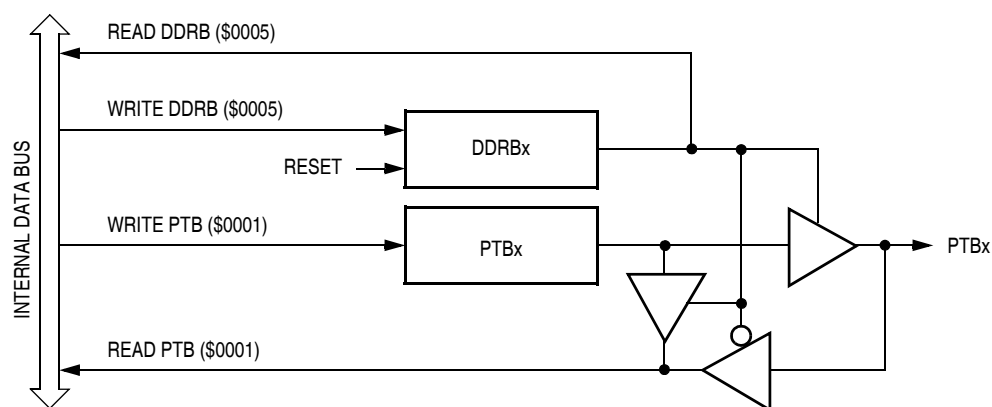 READ DDRB ($0005)
WRITE DDRB ($0005)
DDRBx
RESET
WRITE PTB ($0001)
PTBx
PTBx
READ PTB ($0001)
INTERNAL DATA BUS